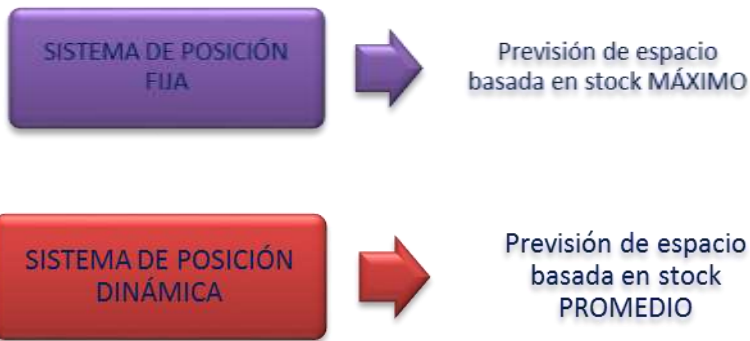 SISTEMA DE POSICIÓN
FIJA
Previsión de espacio
basada en stock MÁXIMO
SISTEMA DE POSICIÓN
DINÁMICA
Previsión de espacio
basada en stock
PROMEDIO